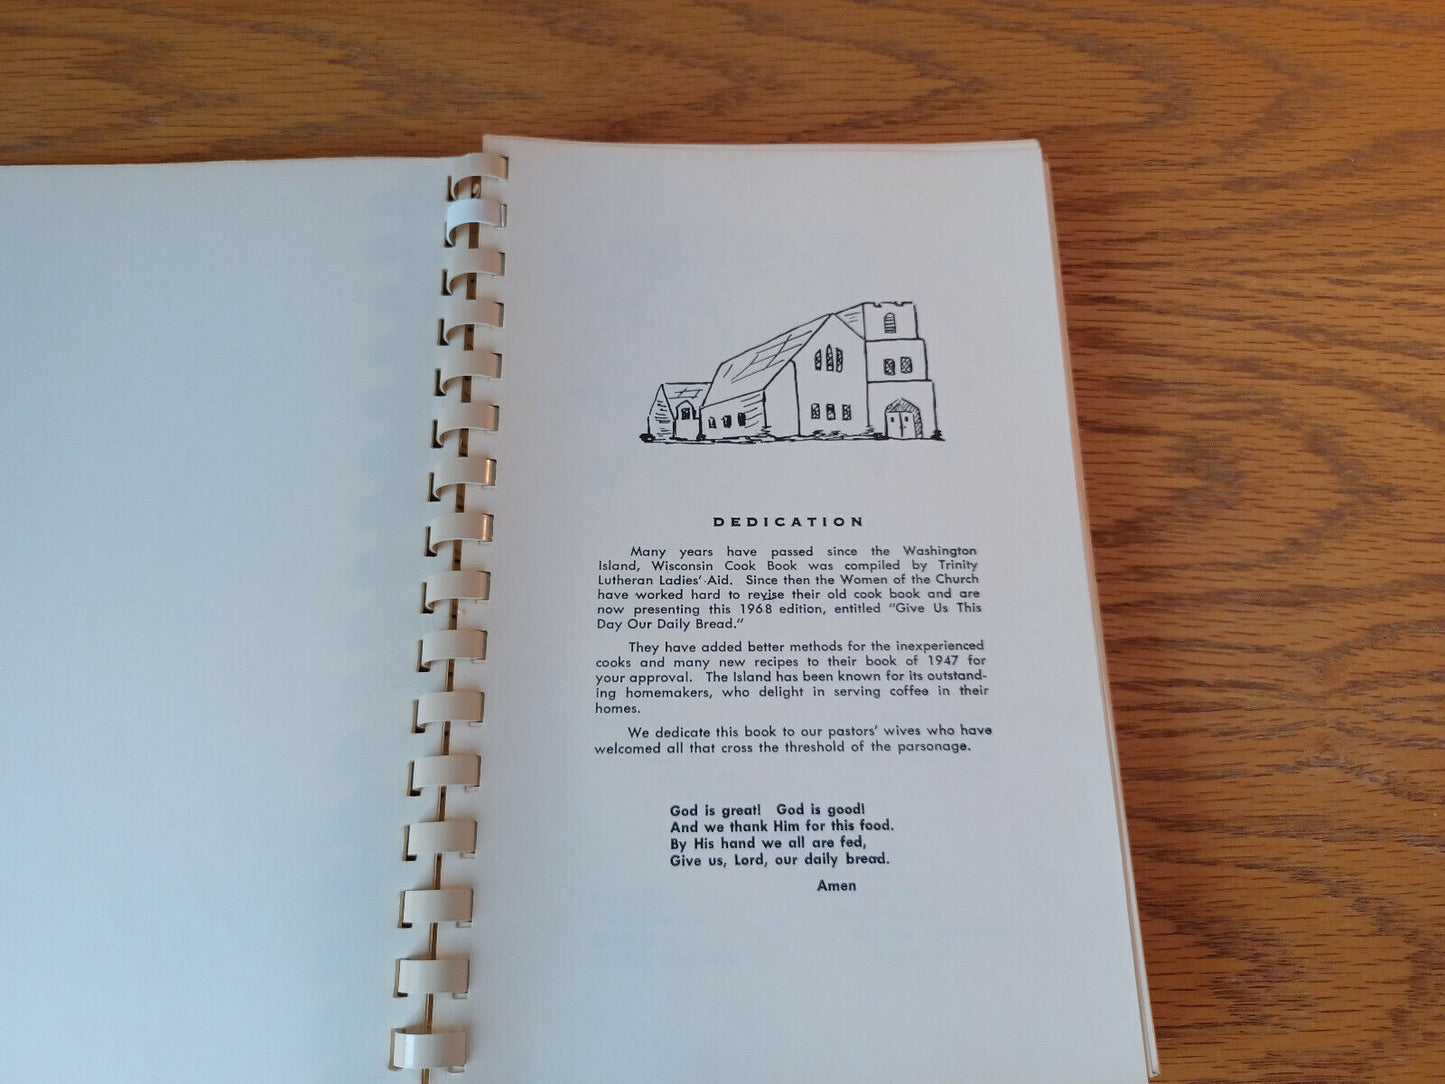 DEDICATION
Many years have passed since the Washington
Island, Wisconsin Cook Book was compiled by Trinity
Lutheran Ladies' Aid. Since then the Women of the Church
have worked hard to revise their old cook book and are
now presenting this 1968 edition, entitled "Give Us This
Day Our Daily Bread."
They have added better methods for the inexperienced
cooks and many new recipes to their book of 1947 for
your approval. The Island has been known for its outstand-
ing homemakers, who delight in serving coffee in their
homes.
We dedicate this book to our pastors' wives who have
welcomed all that cross the threshold of the parsonage.
God is great! God is good!
And we thank Him for this food.
By His hand we all are fed,
Give us, Lord, our daily bread.
Amen